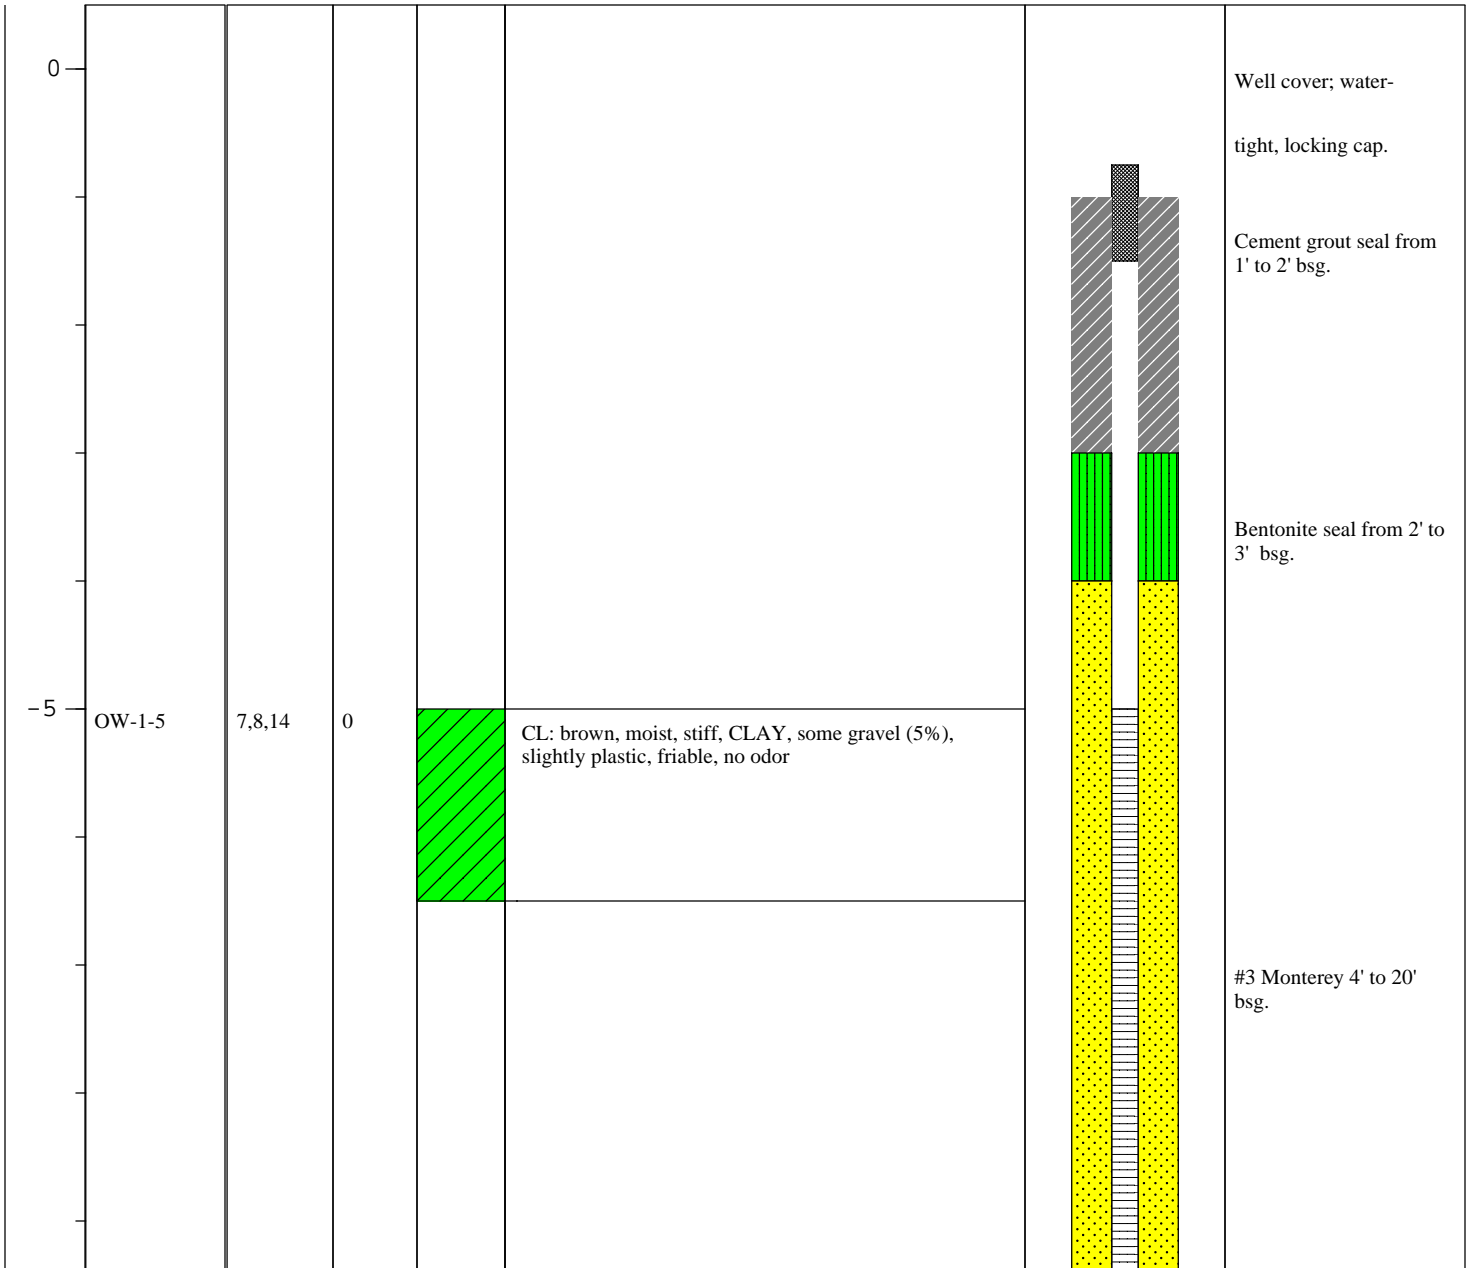 0
Well cover; water-
tight, locking cap.
Cement grout seal from
1' to 2' bsg.
Bentonite seal from 2' to
3' bsg.
-5
OW-1-5
7,8,14
0
CL: brown, moist, stiff, CLAY, some gravel (5%),
slightly plastic, friable, no odor
#3 Monterey 4' to 20'
bsg.